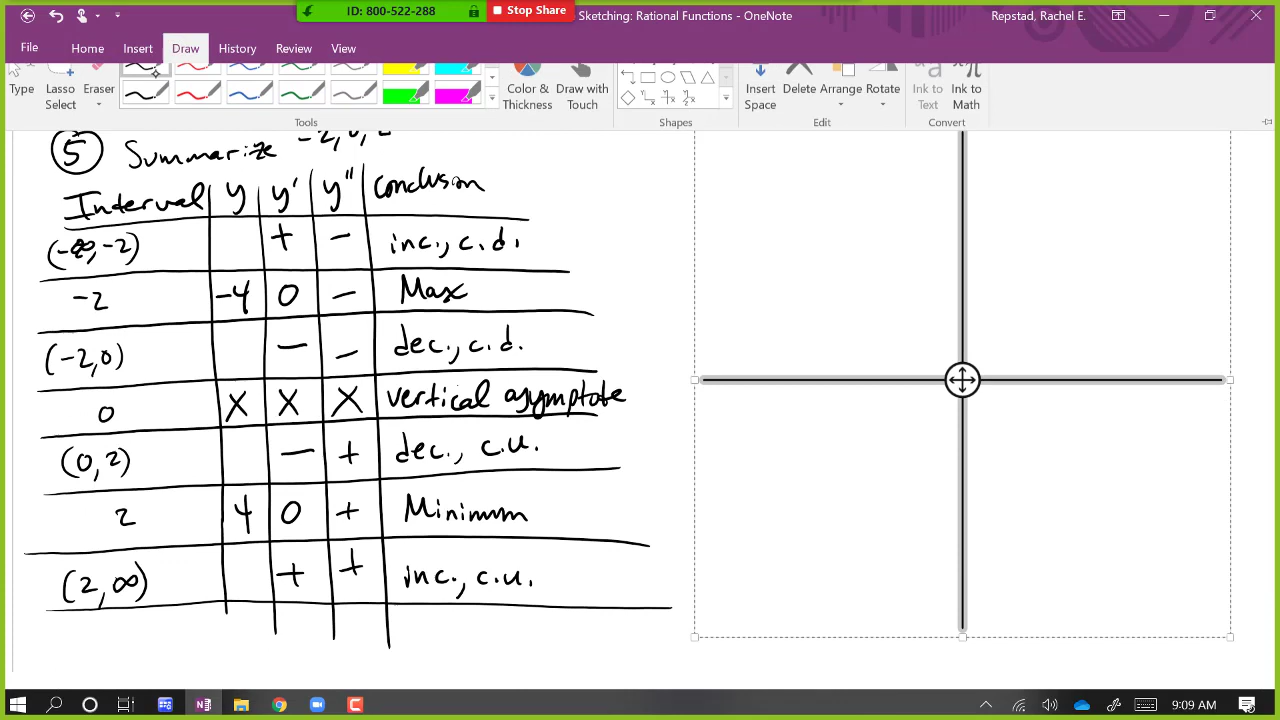 ID: 800-522-288
Stop Share
Sketching: Rational Functions - OneNote
Repstad, Rachel E.
File Home Insert Draw History Review View
Type
Lasso Select
Eraser
Color & Thickness
Draw with Touch
Insert Space
Delete Arrange Rotate
Ink to Text
Ink to Math
Tools Shapes Edit Convert
5 Summarize -2, 0, 2
Interval y y' y" conclusion
(-∞, -2) + - inc., c.d.
-2 -4 0 - Max
(-2,0) - - dec., c.d.
0 X X X vertical asymptote
(0,2) - + dec., c.u.
2 4 0 + Minimum
(2,∞) + + inc., c.u.
9:09 AM